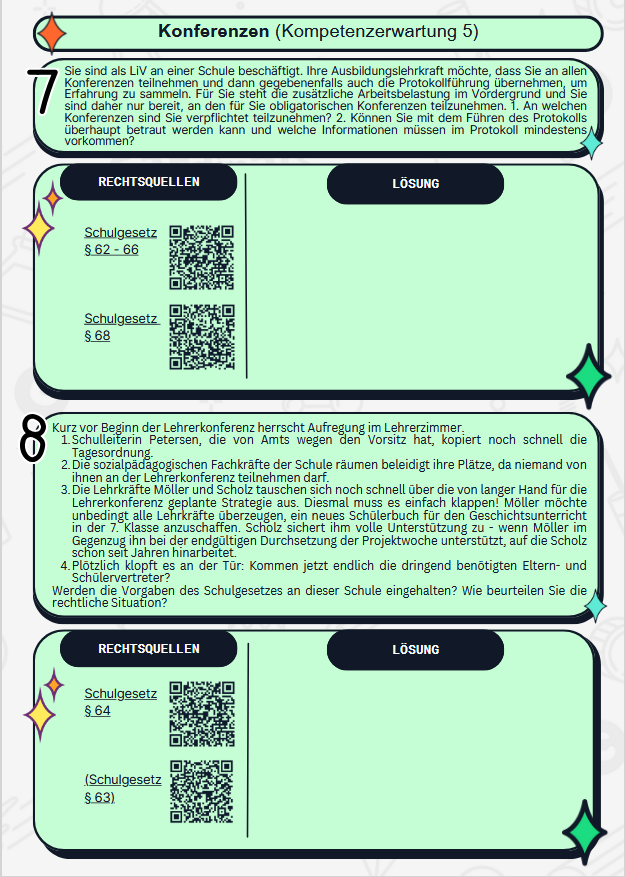 Konferenzen (Kompetenzerwartung 5)
7
Sie sind als LiV an einer Schule beschäftigt. Ihre Ausbildungslehrkraft möchte, dass Sie an allen
Konferenzen teilnehmen und dann gegebenenfalls auch die Protokollführung übernehmen, um
Erfahrung zu sammeln. Für Sie steht die zusätzliche Arbeitsbelastung im Vordergrund und Sie
sind daher nur bereit, an den für Sie obligatorischen Konferenzen teilzunehmen. 1. An welchen
Konferenzen sind Sie verpflichtet teilzunehmen? 2. Können Sie mit dem Führen des Protokolls
überhaupt betraut werden kann und welche Informationen müssen im Protokoll mindestens
vorkommen?
RECHTSQUELLEN
LÖSUNG
Schulgesetz
§ 62 - 66
Schulgesetz
§ 68
8
Kurz vor Beginn der Lehrerkonferenz herrscht Aufregung im Lehrerzimmer.
1. Schulleiterin Petersen, die von Amts wegen den Vorsitz hat, kopiert noch schnell die
Tagesordnung.
2. Die sozialpädagogischen Fachkräfte der Schule räumen beleidigt ihre Plätze, da niemand von
ihnen an der Lehrerkonferenz teilnehmen darf.
3. Die Lehrkräfte Möller und Scholz tauschen sich noch schnell über die von langer Hand für die
Lehrerkonferenz geplante Strategie aus. Diesmal muss es einfach klappen! Möller möchte
unbedingt alle Lehrkräfte überzeugen, ein neues Schülerbuch für den Geschichtsunterricht
in der 7. Klasse anzuschaffen. Scholz sichert ihm volle Unterstützung zu - wenn Möller im
Gegenzug ihn bei der endgültigen Durchsetzung der Projektwoche unterstützt, auf die Scholz
schon seit Jahren hinarbeitet.
4. Plötzlich klopft es an der Tür: Kommen jetzt endlich die dringend benötigten Eltern- und
Schülervertreter?
Werden die Vorgaben des Schulgesetzes an dieser Schule eingehalten? Wie beurteilen Sie die
rechtliche Situation?
RECHTSQUELLEN
LÖSUNG
Schulgesetz
§ 64
(Schulgesetz
§ 63)